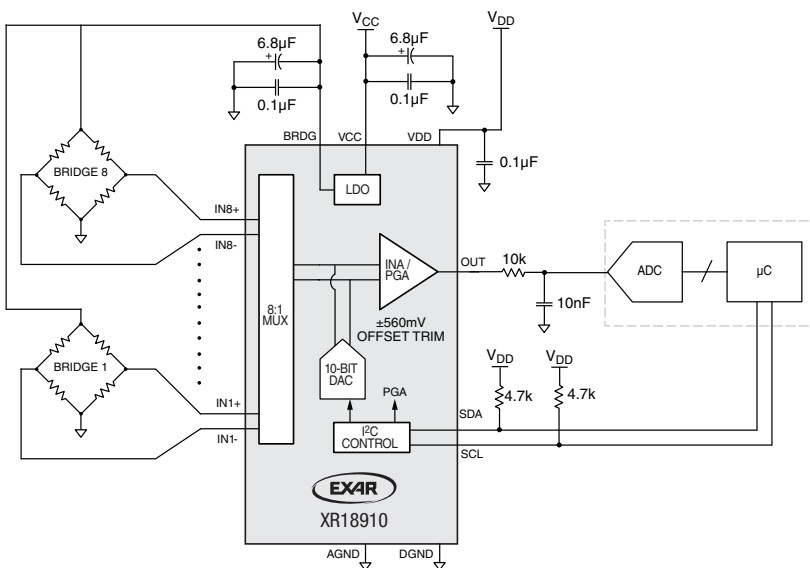 VCC
VDD
6.8µF
+
0.1µF
6.8µF
+
0.1µF
BRDG
VCC
VDD
0.1µF
BRIDGE 8
LDO
IN8+
IN8-
OUT
10k
ADC
µC
INA /
PGA
10nF
8:1
MUX
±560mV
OFFSET TRIM
BRIDGE 1
10-BIT
DAC
PGA
VDD
VDD
4.7k
4.7k
IN1+
SDA
I²C
CONTROL
IN1-
SCL
EXAR
XR18910
AGND
DGND